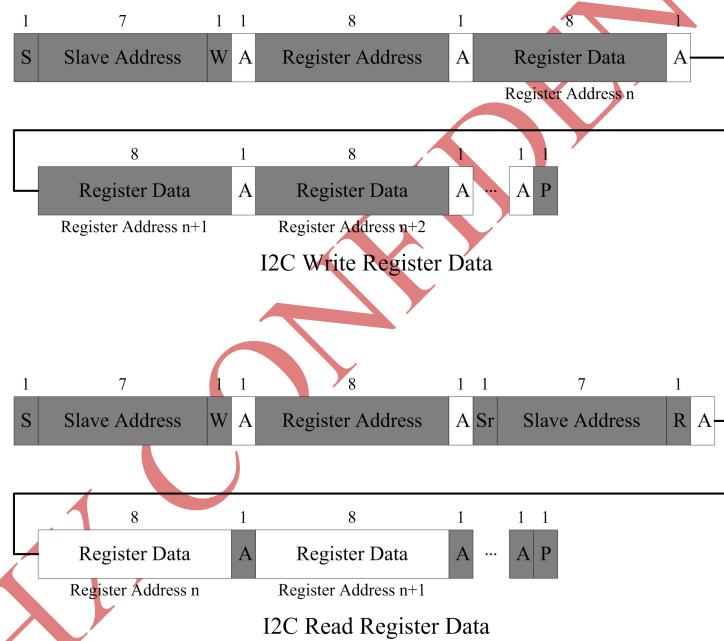 1 7 1 1 8 1 8 1
S Slave Address W A Register Address A Register Data A
Register Address n
8 1 8 1 1 1
Register Data A Register Data A ... A P
Register Address n+1 Register Address n+2
I2C Write Register Data
1 7 1 1 8 1 1 7 1
S Slave Address W A Register Address A Sr Slave Address R A
8 1 8 1 1 1
Register Data A Register Data A ... A P
Register Address n Register Address n+1
I2C Read Register Data